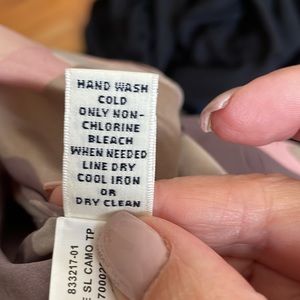 HAND WASH
COLD
ONLY NON-
CHLORINE
BLEACH
WHEN NEEDED
LINE DRY
COOL IRON
OR
DRY CLEAN
833217-01
SL CAMO TP